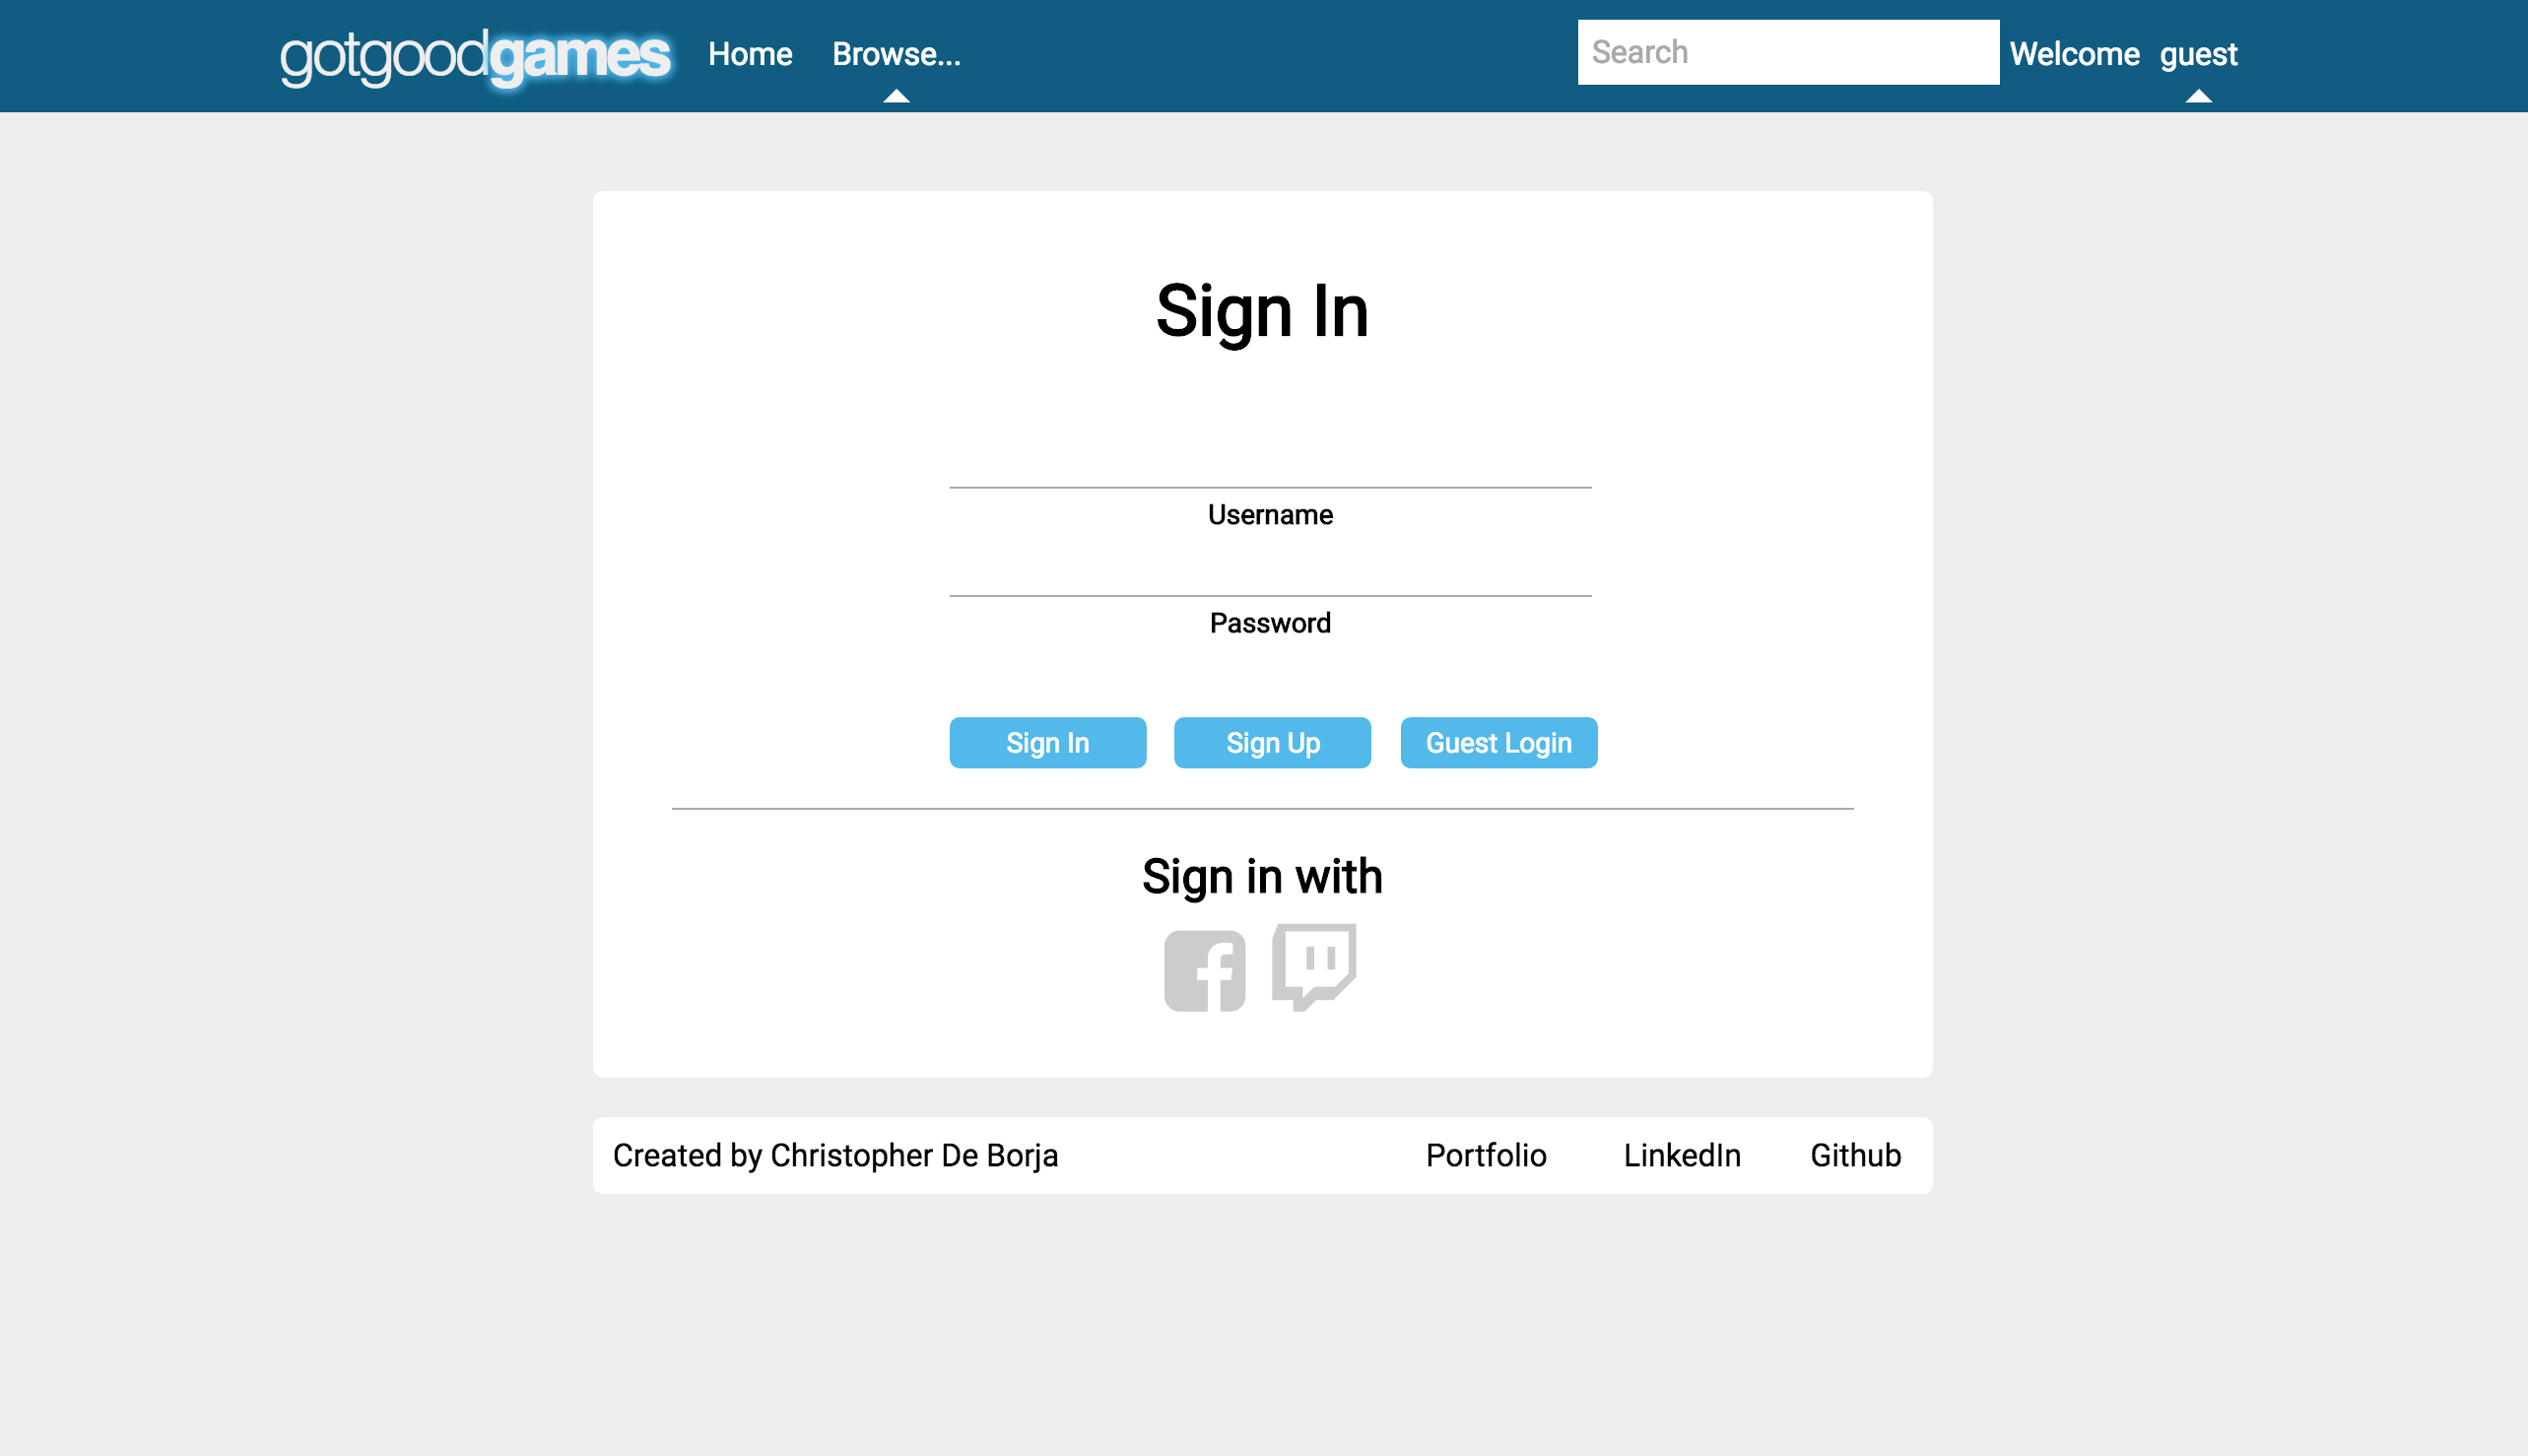 gotgoodgames Home Browse... Search Welcome guest
Sign In
Username
Password
Sign In Sign Up Guest Login
Sign in with
Created by Christopher De Borja Portfolio LinkedIn Github